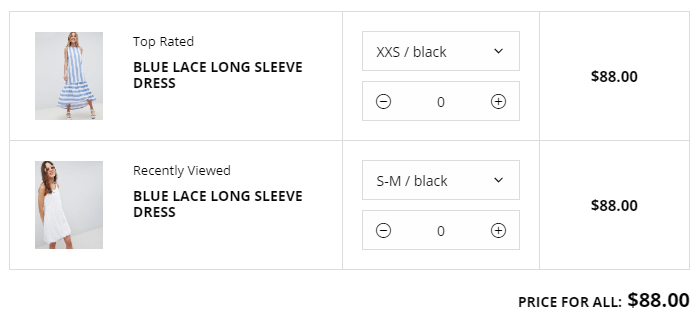 Top Rated
BLUE LACE LONG SLEEVE
DRESS
XXS / black
0
$88.00
Recently Viewed
BLUE LACE LONG SLEEVE
DRESS
S-M / black
0
$88.00
PRICE FOR ALL: $88.00